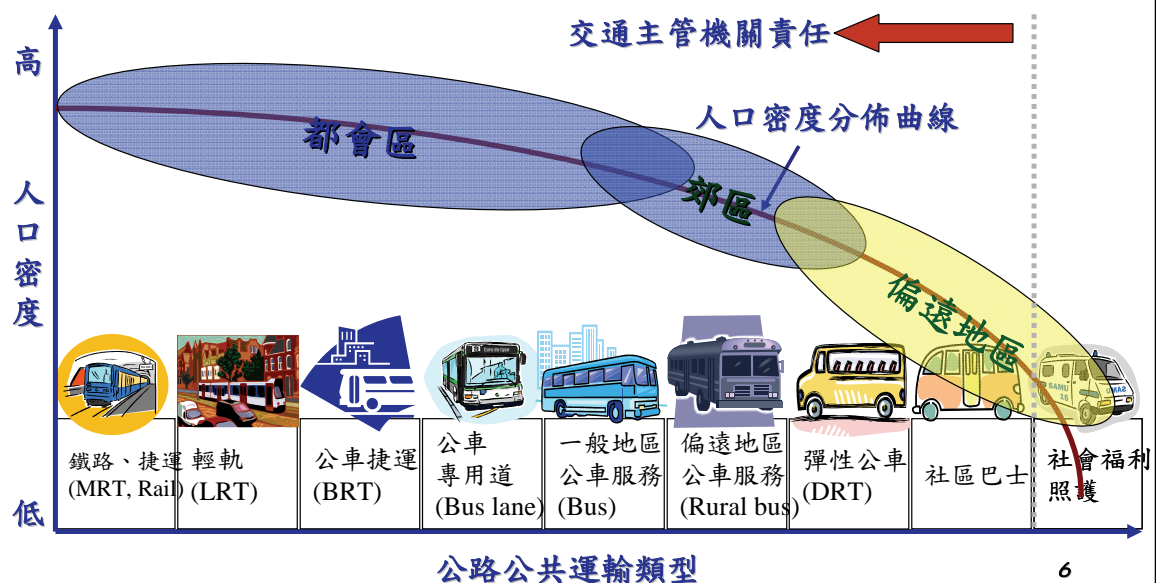 交通主管機關責任
高
人口密度分佈曲線
都會區
郊區
人口密度
偏遠地區
SAMU
15
鐵路、捷運
(MRT, Rail)
輕軌
(LRT)
公車捷運
(BRT)
公車
專用道
(Bus lane)
一般地區
公車服務
(Bus)
偏遠地區
公車服務
(Rural bus)
彈性公車
(DRT)
社區巴士
社會福利
照護
低
公路公共運輸類型
6